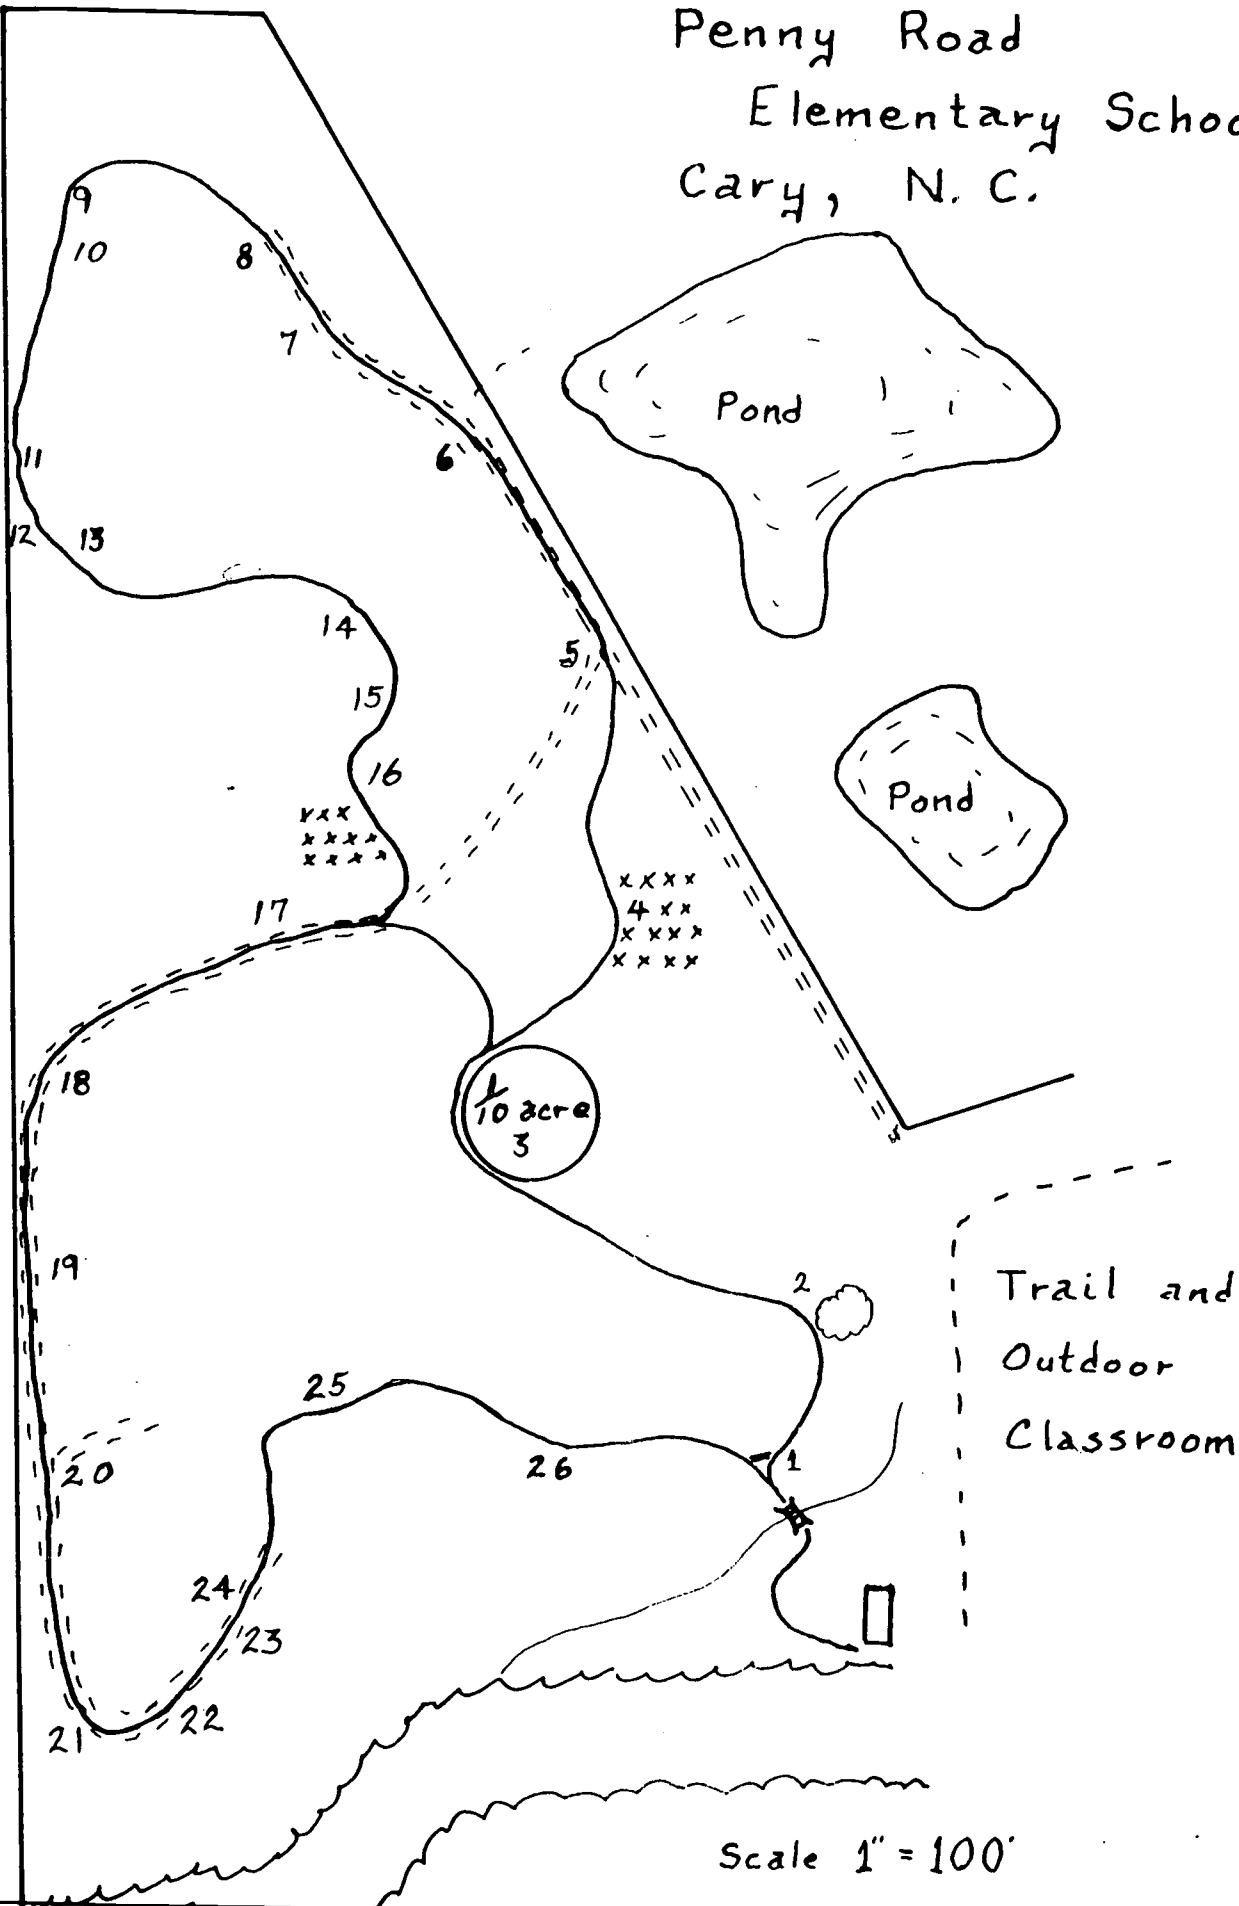 Penny Road
Elementary Schoo
Cary, N. C.
9
10
8
7
Pond
6
11
12
13
14
5
15
16
Pond
x x x
x x x x
x x x x
x x x x
4 x x
x x x x
x x x x
17
18
1/10 acre
3
19
2
Trail and
Outdoor
Classroom
25
20
26
1
24
23
22
21
Scale 1" = 100'